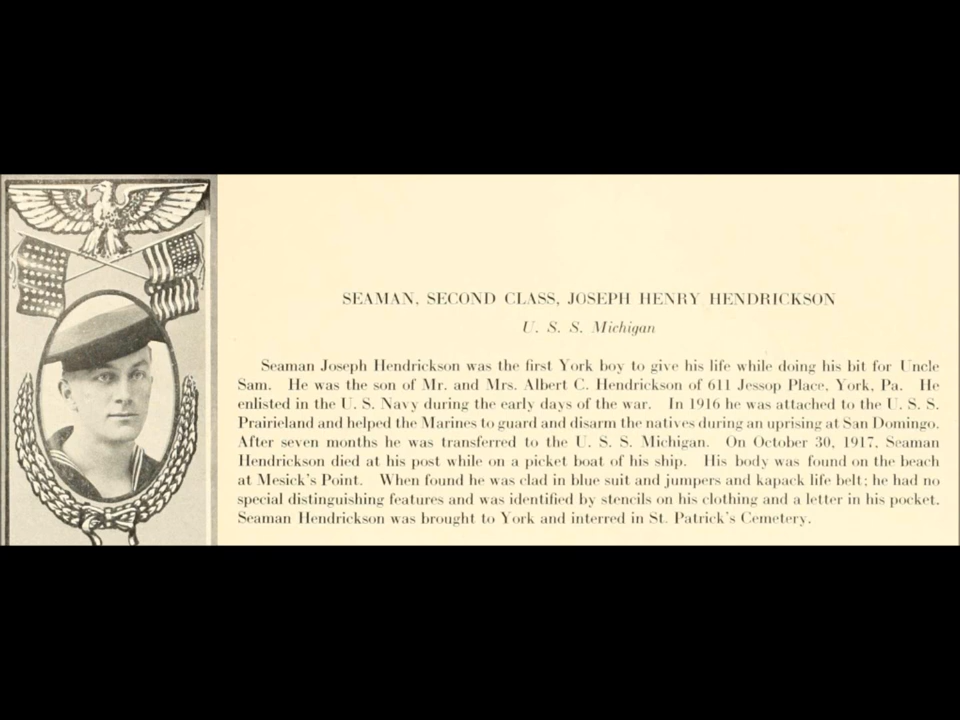 SEAMAN, SECOND CLASS, JOSEPH HENRY HENDRICKSON
U. S. S. Michigan
Seaman Joseph Hendrickson was the first York boy to give his life while doing his bit for Uncle
Sam. He was the son of Mr. and Mrs. Albert C. Hendrickson of 611 Jessop Place, York, Pa. He
enlisted in the U. S. Navy during the early days of the war. In 1916 he was attached to the U. S. S.
Prairieland and helped the Marines to guard and disarm the natives during an uprising at San Domingo.
After seven months he was transferred to the U. S. S. Michigan. On October 30, 1917, Seaman
Hendrickson died at his post while on a picket boat of his ship. His body was found on the beach
at Mesick's Point. When found he was clad in blue suit and jumpers and kapack life belt; he had no
special distinguishing features and was identified by stencils on his clothing and a letter in his pocket.
Seaman Hendrickson was brought to York and interred in St. Patrick's Cemetery.